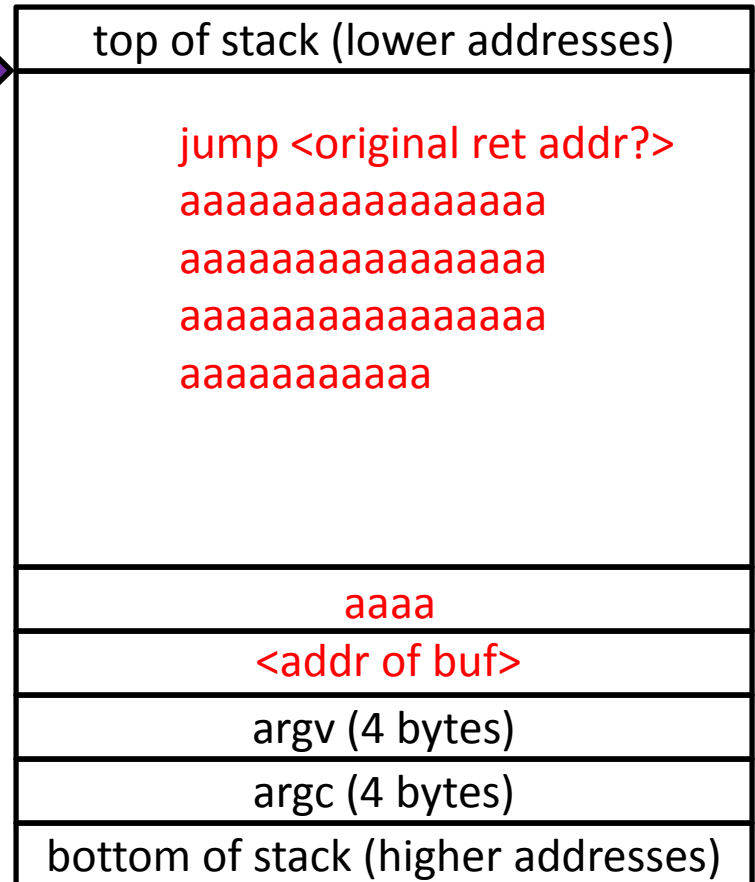 top of stack (lower addresses)
jump <original ret addr?>
aaaaaaaaaaaaaaaa
aaaaaaaaaaaaaaaa
aaaaaaaaaaaaaaaa
aaaaaaaaaaa
aaaa
<addr of buf>
argv (4 bytes)
argc (4 bytes)
bottom of stack (higher addresses)